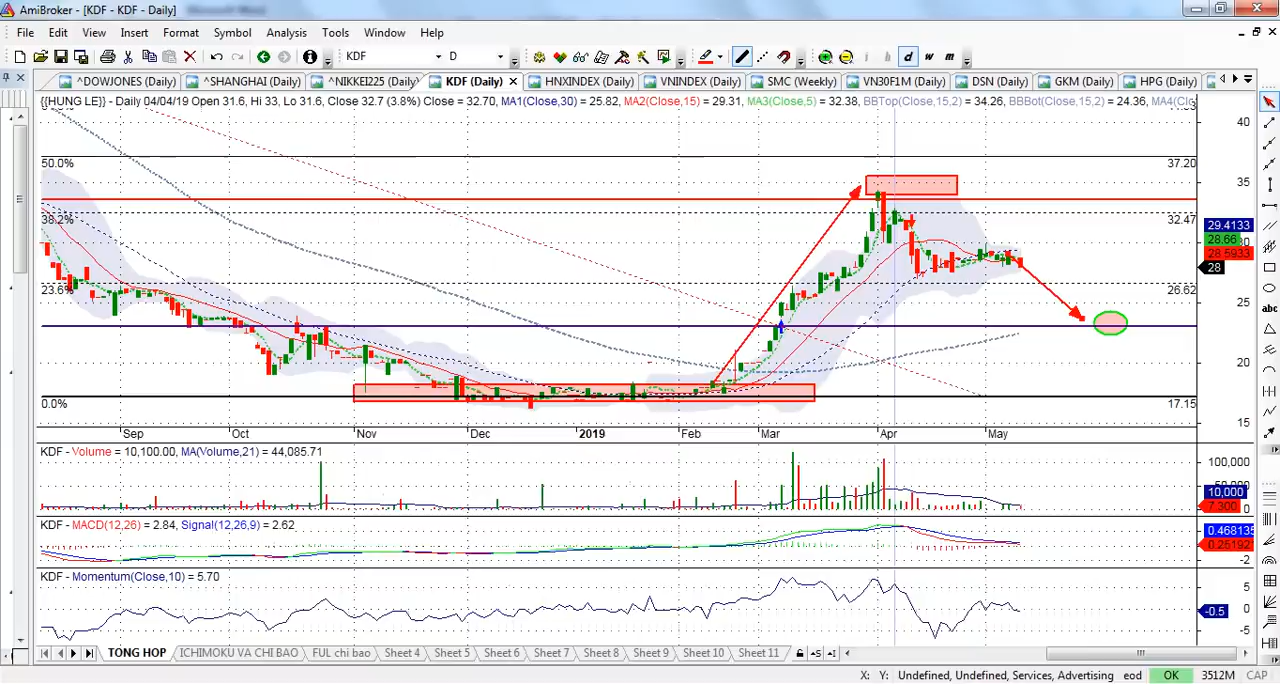 AmiBroker - [KDF - KDF - Daily]
File Edit View Insert Format Symbol Analysis Tools Window Help
KDF D i h d w m
^DOWJONES (Daily) ^SHANGHAI (Daily) ^NIKKEI225 (Daily) KDF (Daily) HNXINDEX (Daily) VNINDEX (Daily) SMC (Weekly) VN30F1M (Daily) DSN (Daily) GKM (Daily) HPG (Daily)
{{HUNG LE}} - Daily 04/04/19 Open 31.6, Hi 33, Lo 31.6, Close 32.7 (3.8%) Close = 32.70, MA1(Close,30) = 25.82, MA2(Close,15) = 29.31, MA3(Close,5) = 32.38, BBTop(Close,15,2) = 34.26, BBBot(Close,15,2) = 24.36, MA4(Clo
40
50.0% 37.20
35
38.2% 32.47
29.4133
28.66
28.5933
28
23.6% 26.62
25
20
0.0% 17.15
15
Sep Oct Nov Dec 2019 Feb Mar Apr May
KDF - Volume = 10,100.00, MA(Volume,21) = 44,085.71
100,000
10,000
7,300
0
KDF - MACD(12,26) = 2.84, Signal(12,26,9) = 2.62
0.468135
0.26192
-2
KDF - Momentum(Close,10) = 5.70
5
0
-0.5
-5
TONG HOP ICHIMOKU VA CHI BAO FUL chi bao Sheet 4 Sheet 5 Sheet 6 Sheet 7 Sheet 8 Sheet 9 Sheet 10 Sheet 11
X: Y: Undefined, Undefined, Services, Advertising eod OK 3512M CAP
abc